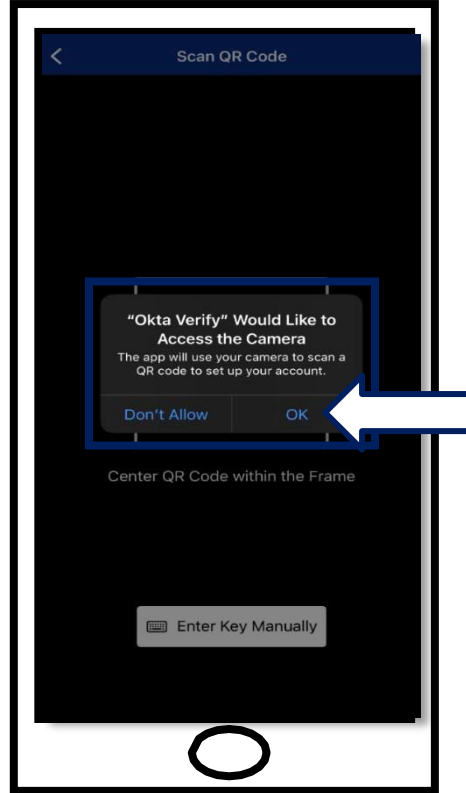 Scan QR Code
“Okta Verify” Would Like to
Access the Camera
The app will use your camera to scan a
QR code to set up your account.
Don't Allow
OK
Center QR Code within the Frame
Enter Key Manually